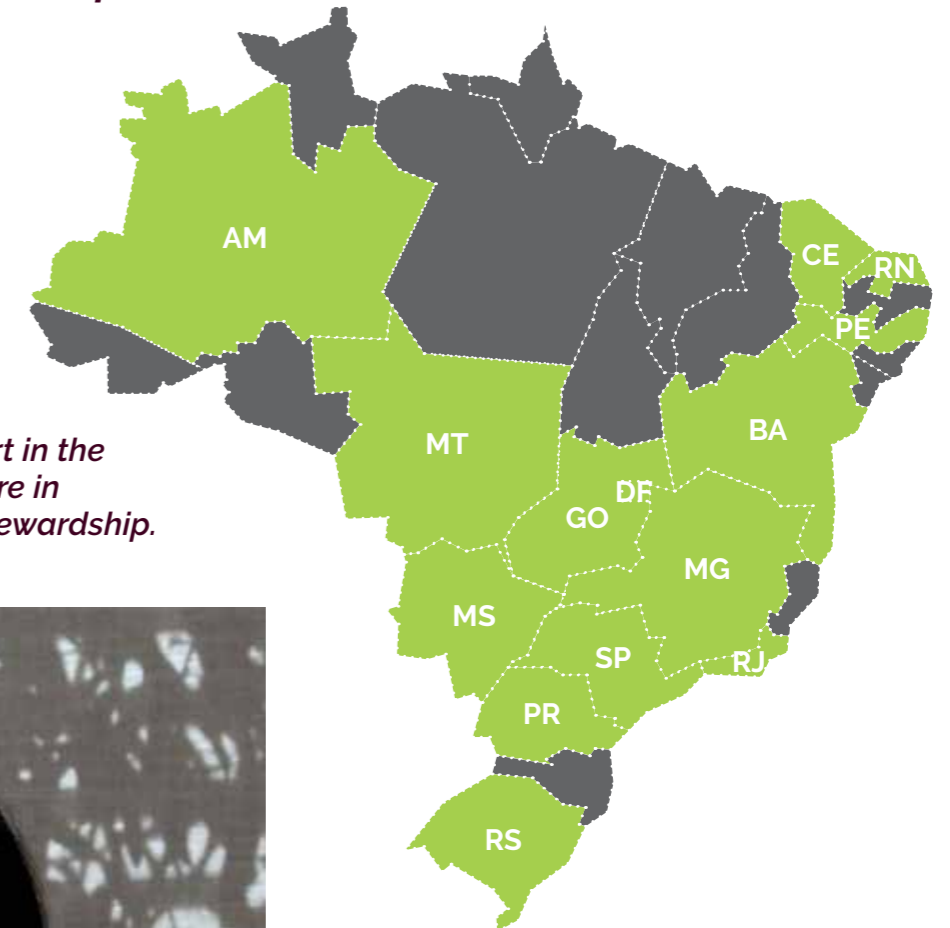 AM
CE
RN
PE
BA
MT
DF
GO
MG
MS
SP
RJ
PR
RS
rt in the
re in
tewardship.